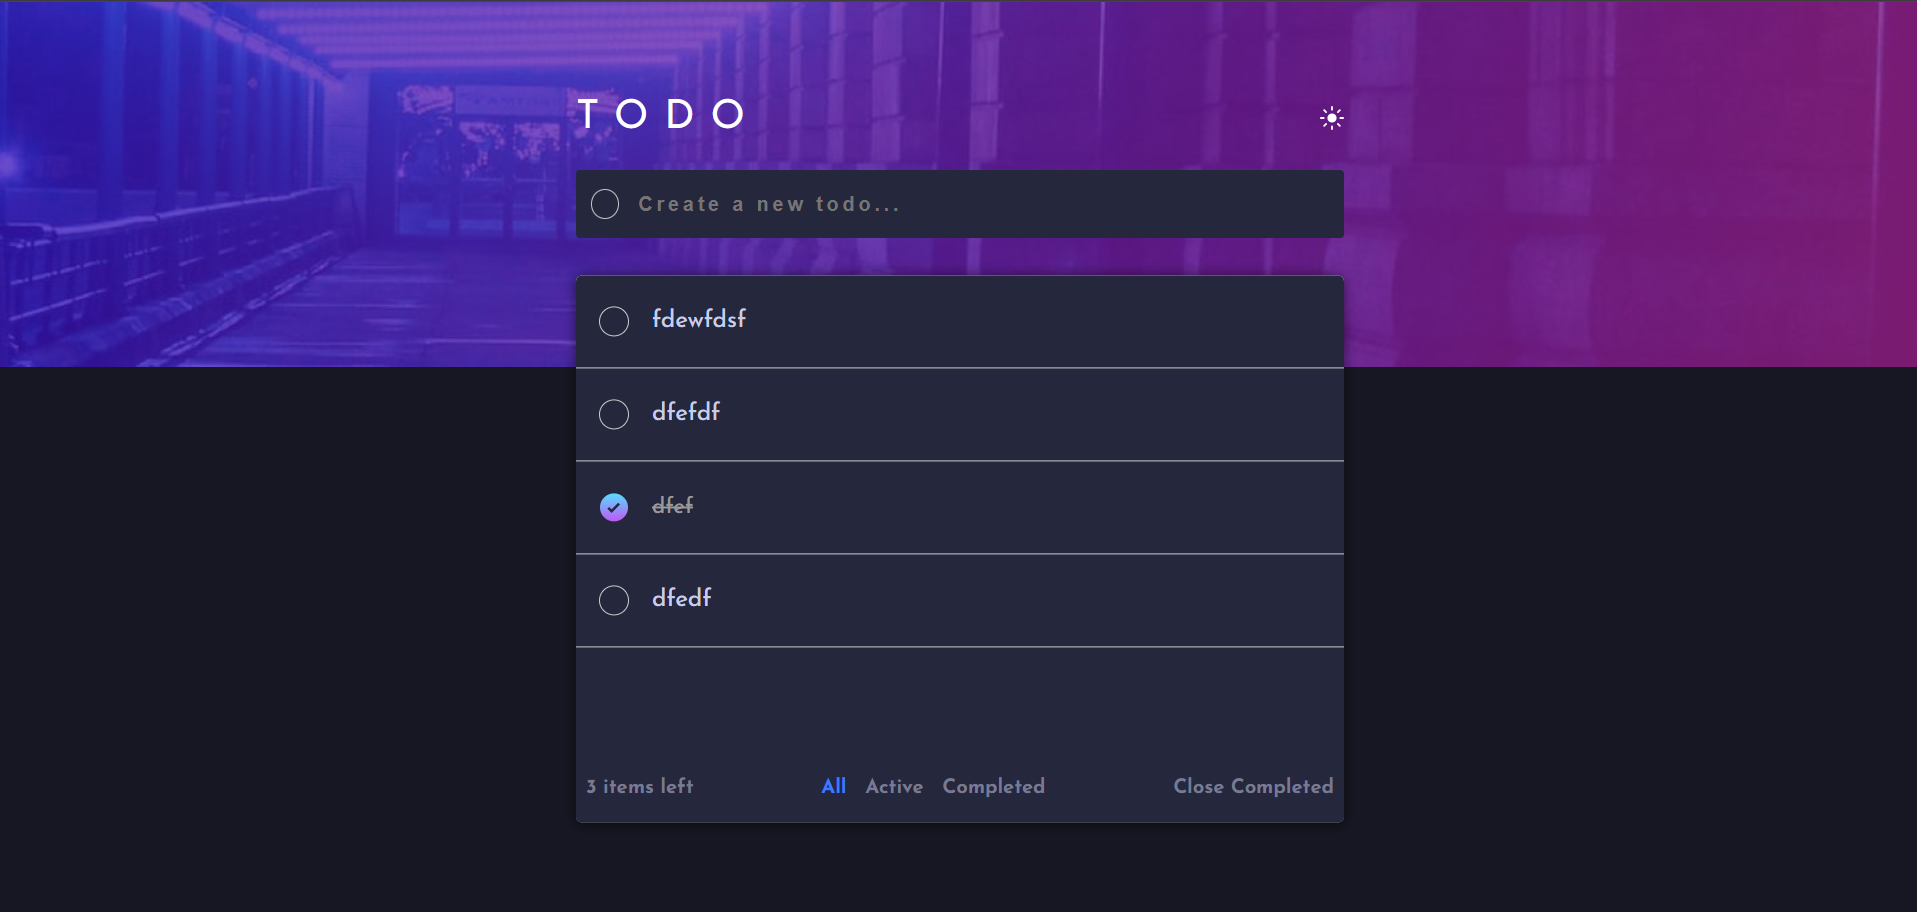 TODO
Create a new todo...
fdewfdsf
dfefdf
dfef
dfedf
3 items left All Active Completed Close Completed